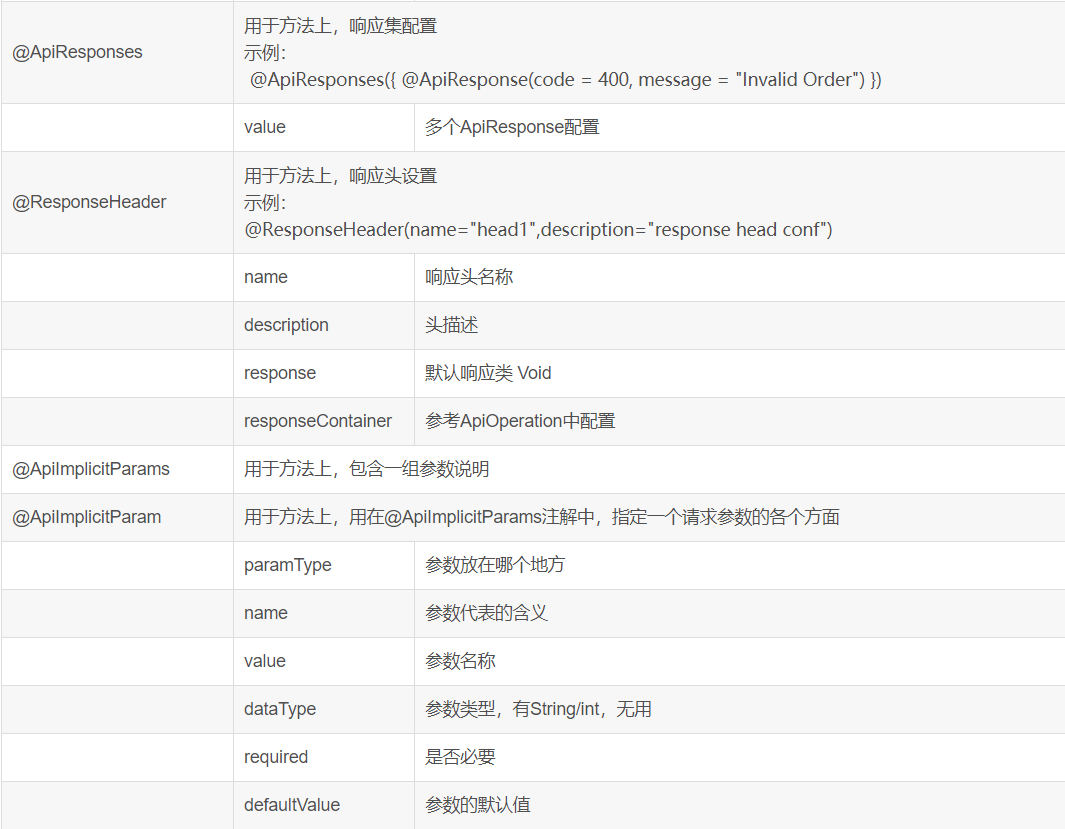 @ApiResponses
用于方法上，响应集配置
示例：
@ApiResponses({ @ApiResponse(code = 400, message = "Invalid Order") })
value
多个ApiResponse配置
@ResponseHeader
用于方法上，响应头设置
示例：
@ResponseHeader(name="head1",description="response head conf")
name
响应头名称
description
头描述
response
默认响应类 Void
responseContainer
参考ApiOperation中配置
@ApiImplicitParams
用于方法上，包含一组参数说明
@ApiImplicitParam
用于方法上，用在@ApiImplicitParams注解中，指定一个请求参数的各个方面
paramType
参数放在哪个地方
name
参数代表的含义
value
参数名称
dataType
参数类型，有String/int，无用
required
是否必要
defaultValue
参数的默认值